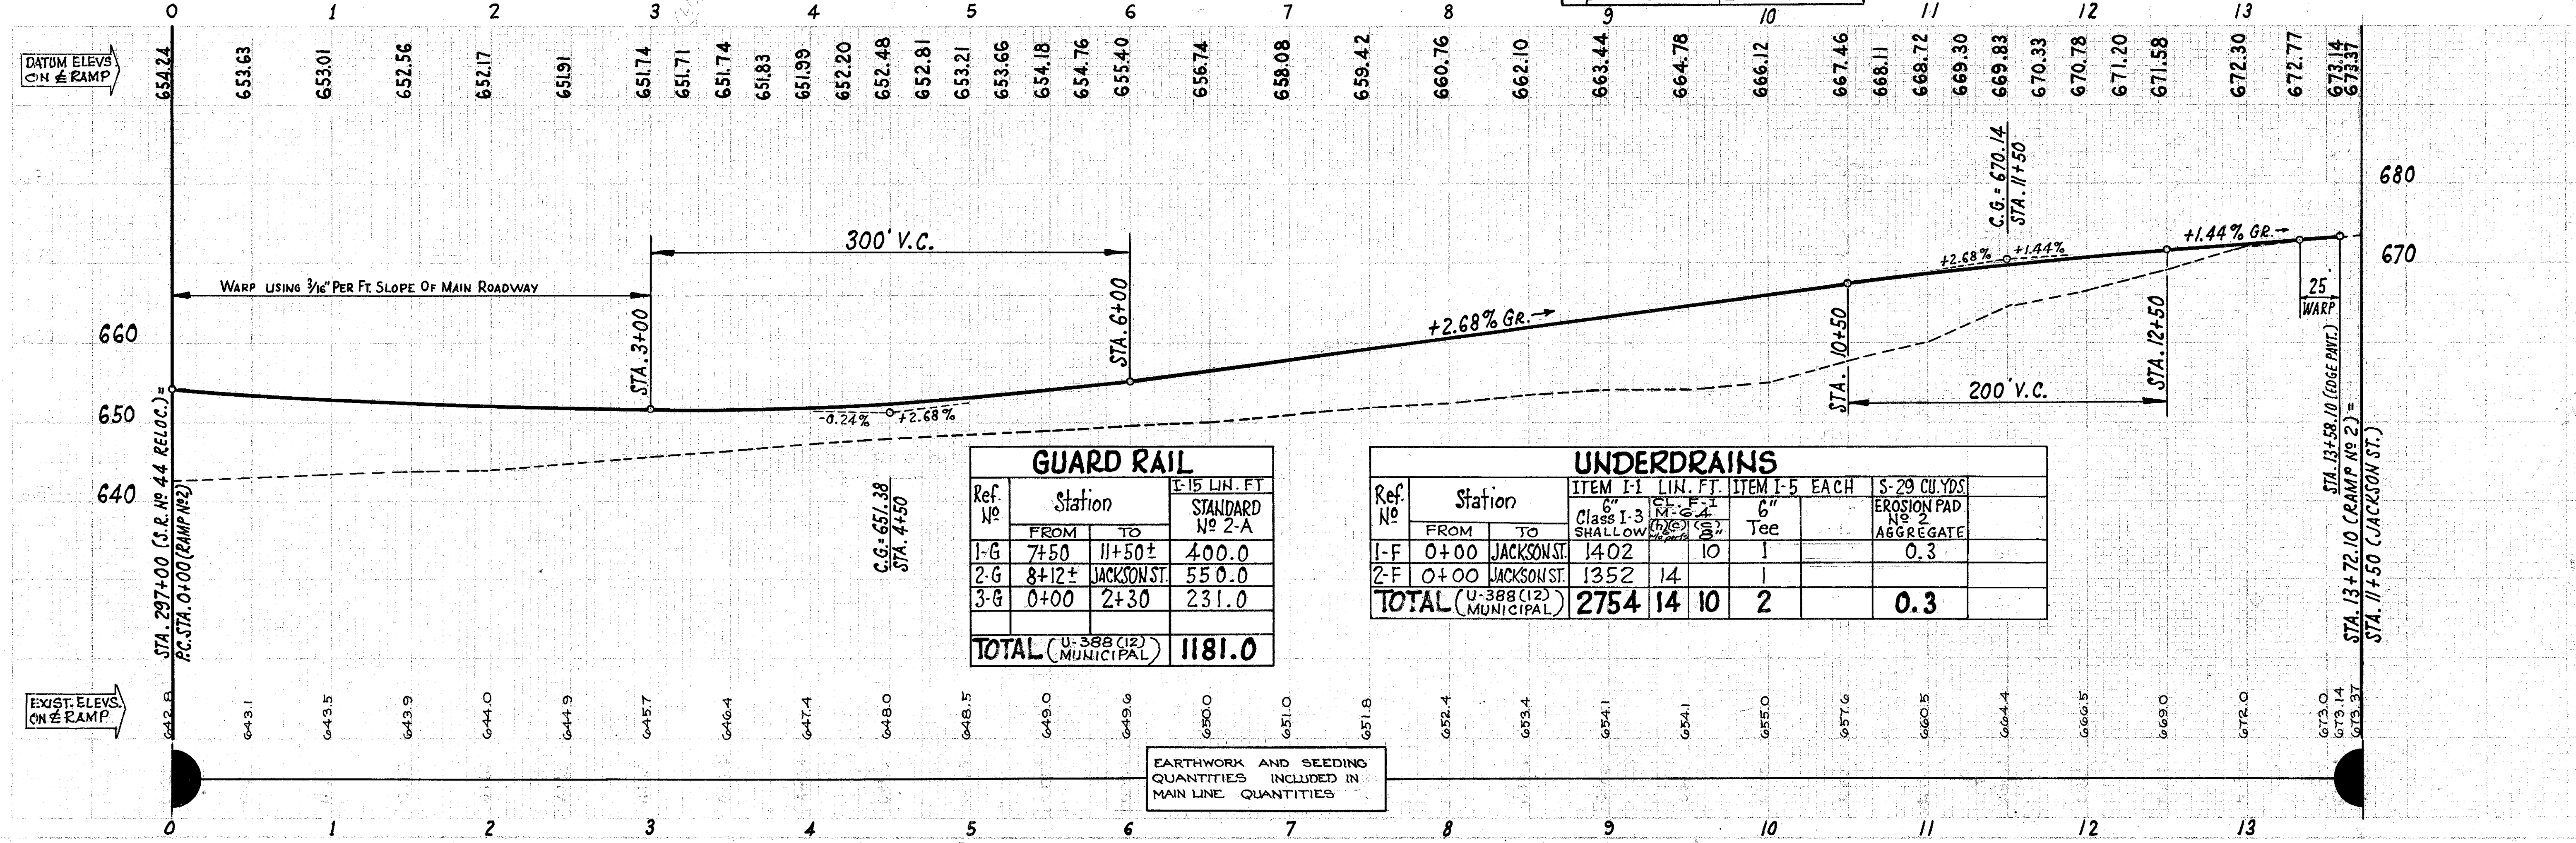 0 1 2 3 4 5 6 7 8 9 10 11 12 13
DATUM ELEVS
ON ℄ RAMP
654.24 653.63 653.01 652.56 652.17 651.91 651.74 651.71 651.74 651.83 651.99 652.20 652.48 652.81 653.21 653.66 654.18 654.76 655.40 656.74 658.08 659.42 660.76 662.10 663.44 664.78 666.12 667.46 668.11 668.72 669.30 669.83 670.33 670.78 671.20 671.58 672.30 672.77 673.14 673.37
C.G. = 670.14
STA. 11+50
680
300' V.C.
+2.68% +1.44%
+1.44% GR.
670
WARP USING 3/16" PER FT. SLOPE OF MAIN ROADWAY
25'
WARP
660
STA. 3+00
STA. 6+00
+2.68% GR.
STA. 10+50
STA. 12+50
200' V.C.
650
-0.24% +2.68%
640
STA. 297+00 (S.R. Nº 44 RELOC.) =
P.C. STA. 0+00 (RAMP Nº 2)
C.G. = 651.38
STA. 4+50
STA. 13+58.10 (EDGE PAVT.)
STA. 13+72.10 (RAMP Nº 2) =
STA. 11+50 (JACKSON ST.)
GUARD RAIL
Ref. Nº Station I-15 LIN. FT
STANDARD Nº 2-A
FROM TO
1-G 7+50 11+50± 400.0
2-G 8+12± JACKSON ST. 550.0
3-G 0+00 2+30 231.0
TOTAL (U-388(12) MUNICIPAL) 1181.0
UNDERDRAINS
Ref. Nº Station ITEM I-1 LIN. FT. ITEM I-5 EACH S-29 CU.YDS.
6" Class I-3 SHALLOW CL. F-1 M-6.4 6" Tee EROSION PAD Nº 2 AGGREGATE
FROM TO
1-F 0+00 JACKSON ST. 1402 10 1 0.3
2-F 0+00 JACKSON ST. 1352 14 1
TOTAL (U-388(12) MUNICIPAL) 2754 14 10 2 0.3
EXIST. ELEVS.
ON ℄ RAMP
642.8 643.1 643.5 643.9 644.0 644.9 645.7 646.4 647.4 648.0 648.5 649.0 649.6 650.0 651.0 651.8 652.4 653.4 654.1 654.1 655.0 657.6 660.5 664.4 666.5 669.0 672.0 673.0 673.14 673.37
EARTHWORK AND SEEDING
QUANTITIES INCLUDED IN
MAIN LINE QUANTITIES
0 1 2 3 4 5 6 7 8 9 10 11 12 13